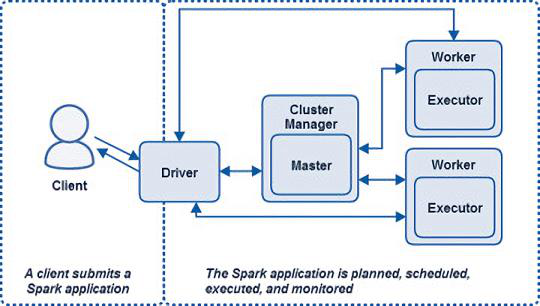 Client
Driver
Cluster
Manager
Master
Worker
Executor
Worker
Executor
A client submits a
Spark application
The Spark application is planned, scheduled,
executed, and monitored